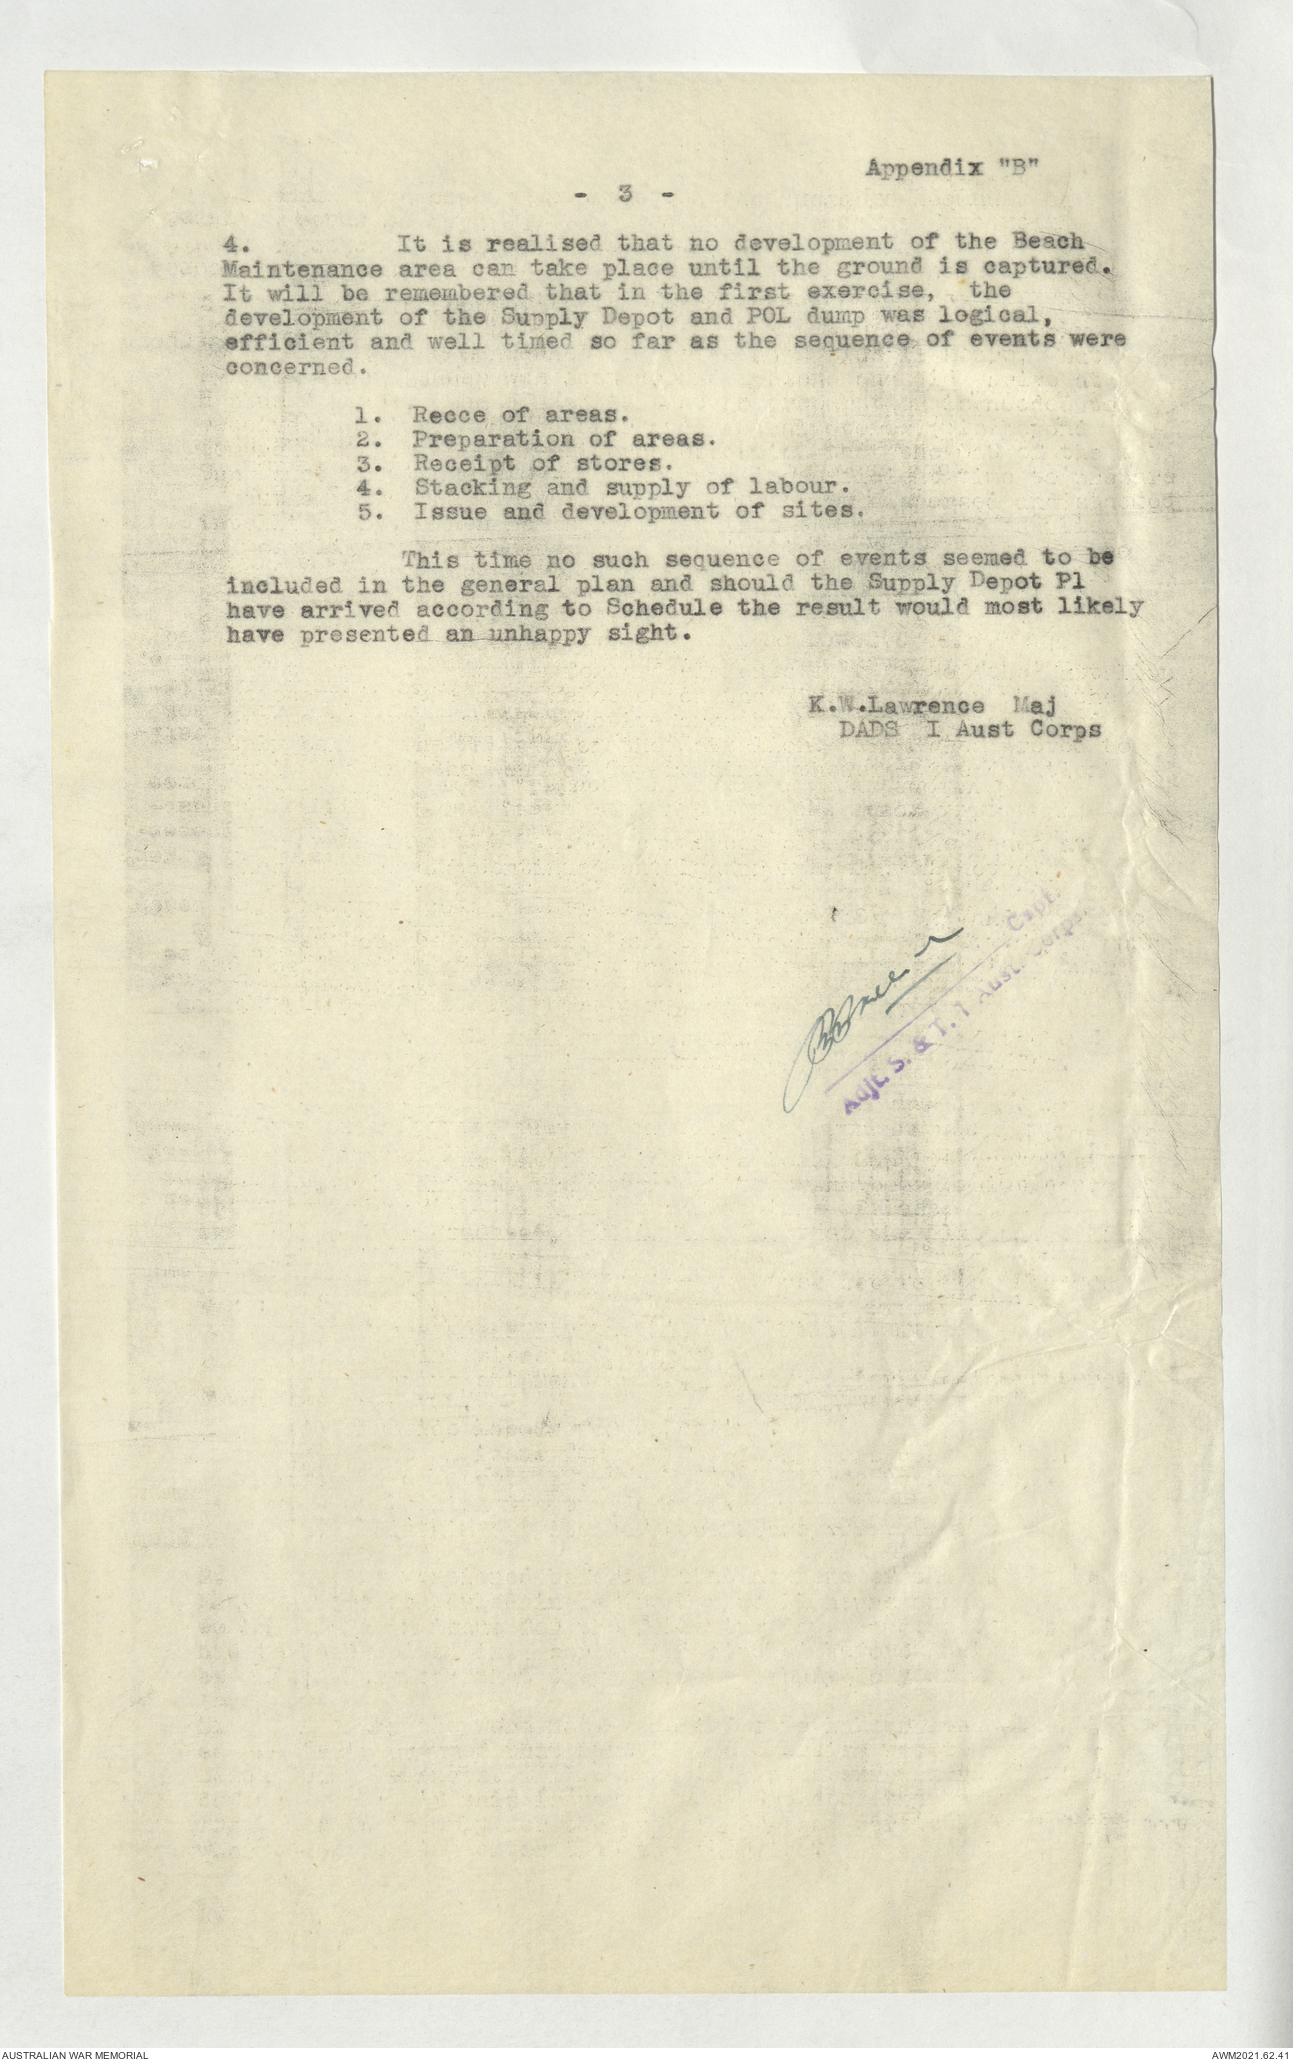 Appendix "B"
- 3 -
4. It is realised that no development of the Beach
Maintenance area can take place until the ground is captured.
It will be remembered that in the first exercise, the
development of the Supply Depot and POL dump was logical,
efficient and well timed so far as the sequence of events were
concerned.
1. Recce of areas.
2. Preparation of areas.
3. Receipt of stores.
4. Stacking and supply of labour.
5. Issue and development of sites.
This time no such sequence of events seemed to be
included in the general plan and should the Supply Depot Pl
have arrived according to Schedule the result would most likely
have presented an unhappy sight.
K.W.Lawrence Maj
DADS I Aust Corps
Capt.
Adjt. S. & T. 1 Aust. Corps
AUSTRALIAN WAR MEMORIAL
AWM2021.62.41